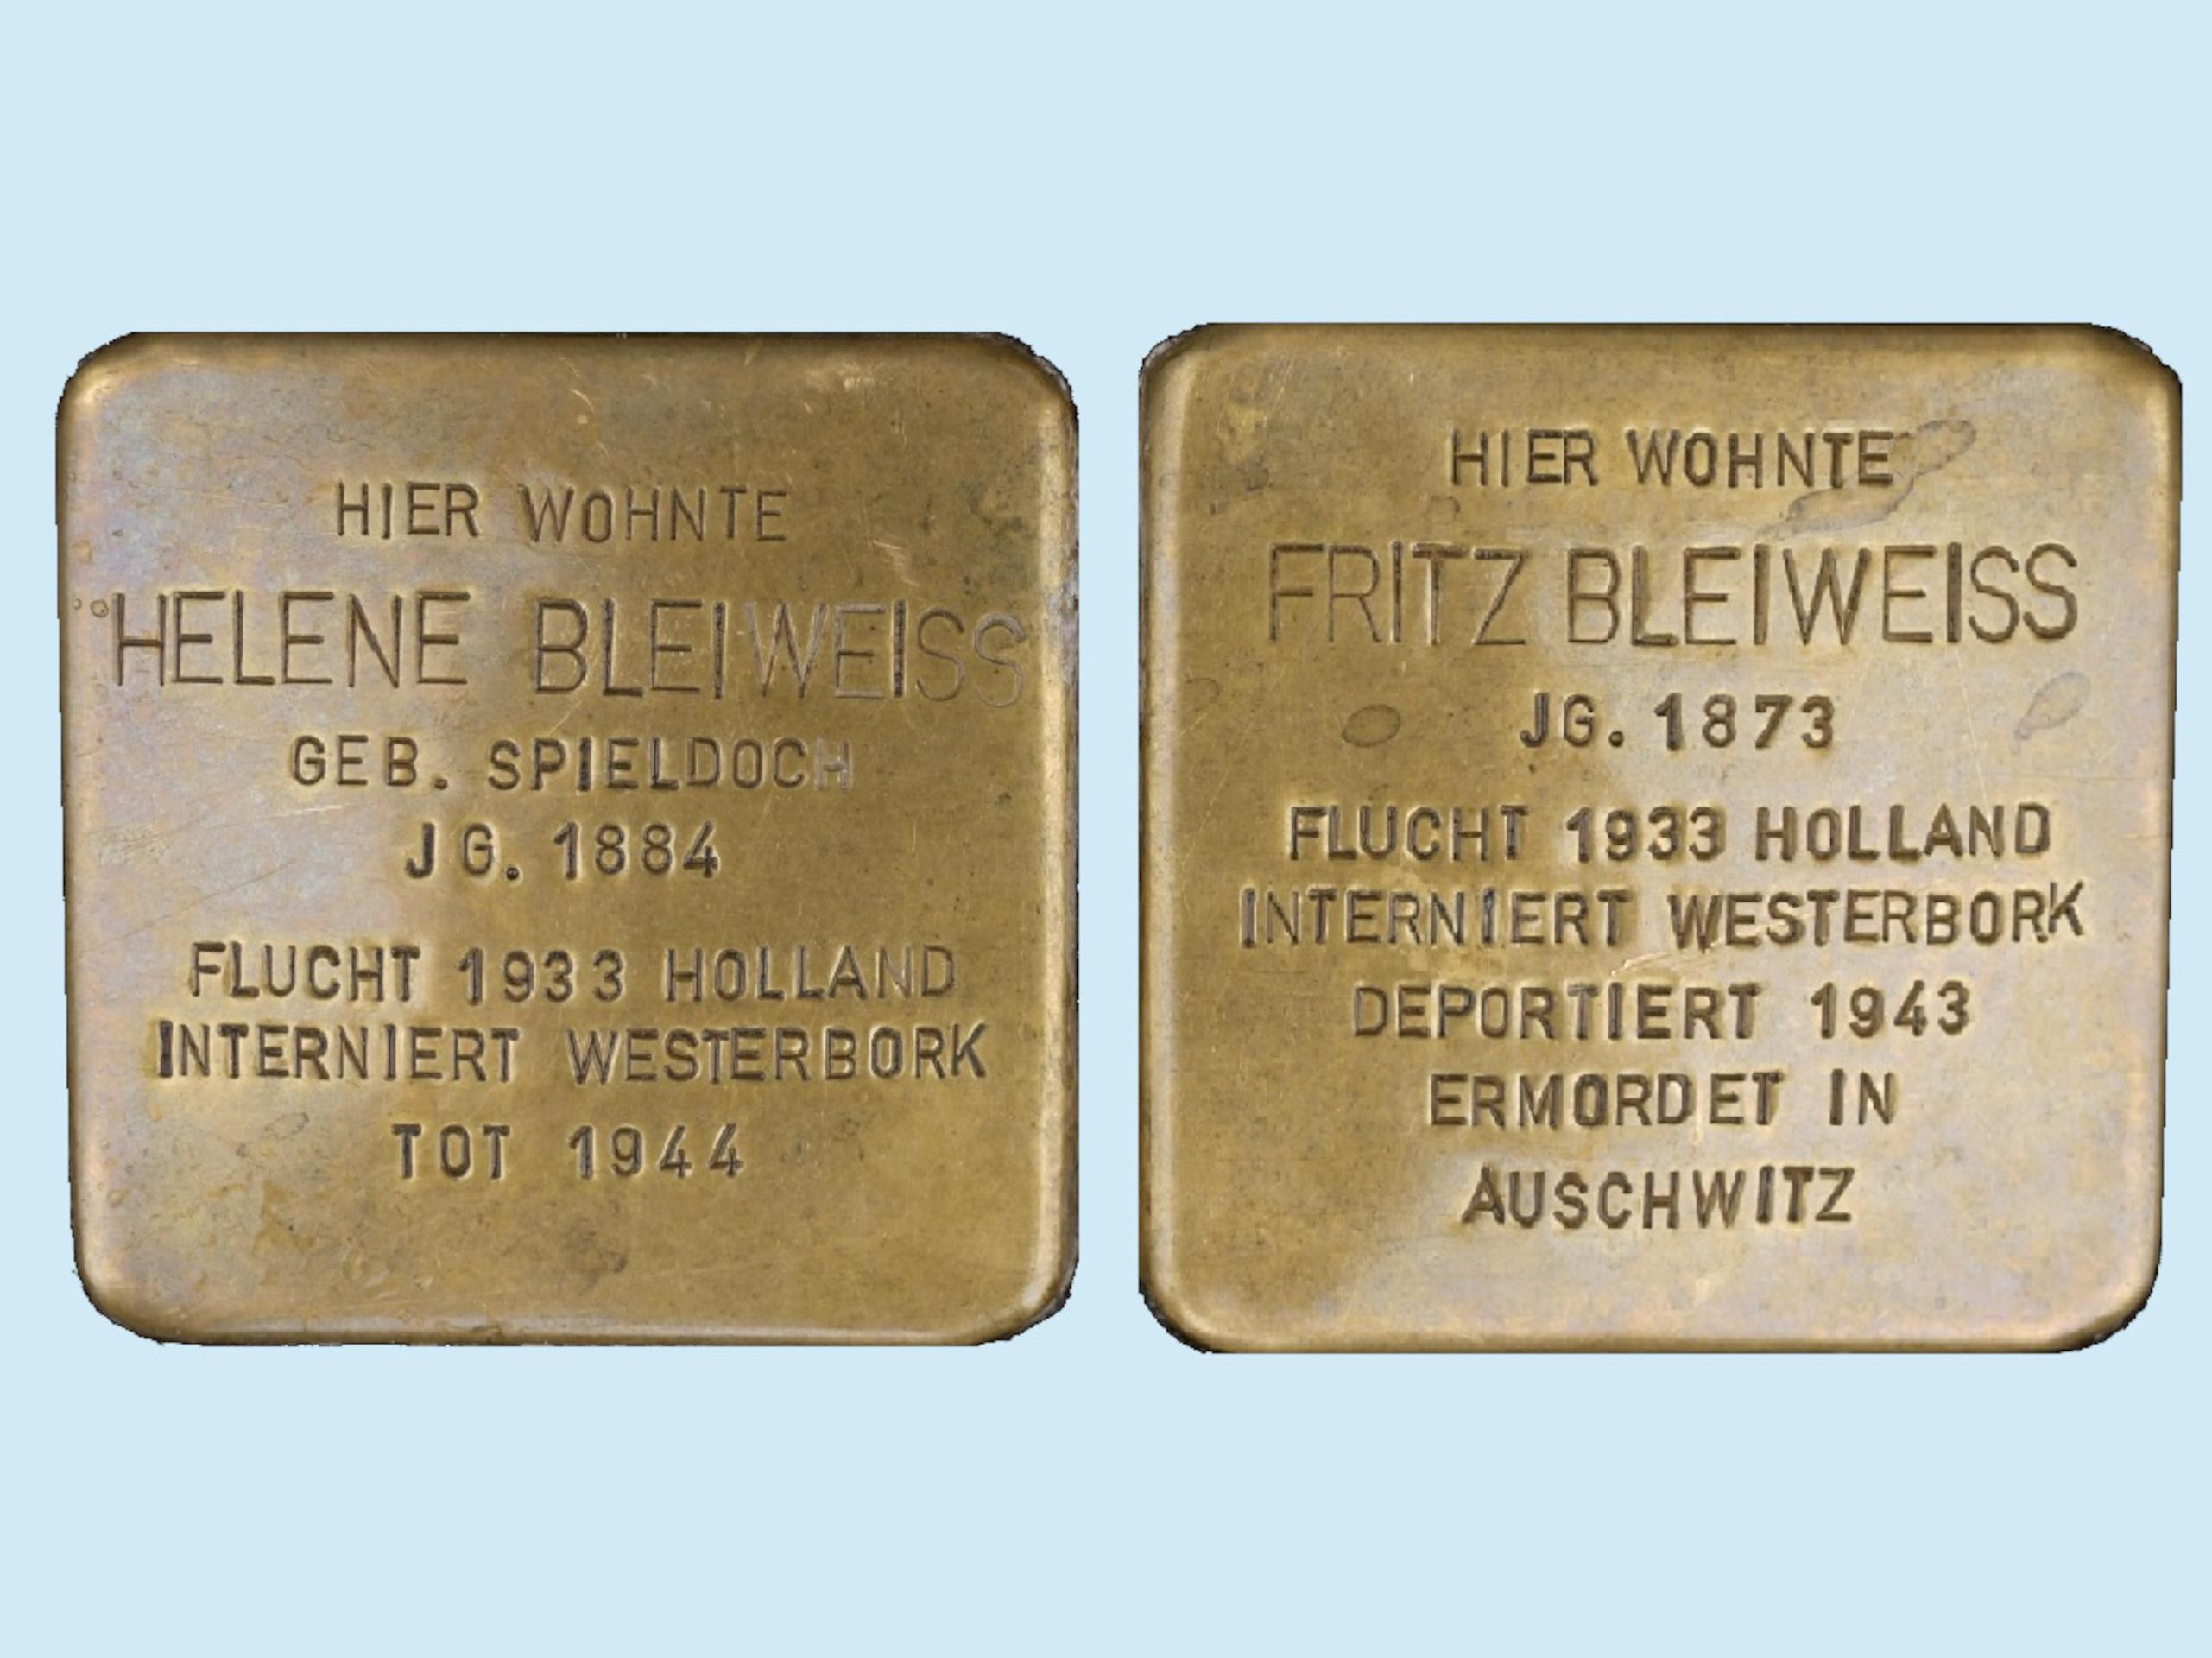 HIER WOHNTE
HELENE BLEIWEISS
GEB. SPIELDOCH
JG. 1884
FLUCHT 1933 HOLLAND
INTERNIERT WESTERBORK
TOT 1944
HIER WOHNTE
FRITZ BLEIWEISS
JG. 1873
FLUCHT 1933 HOLLAND
INTERNIERT WESTERBORK
DEPORTIERT 1943
ERMORDET IN
AUSCHWITZ